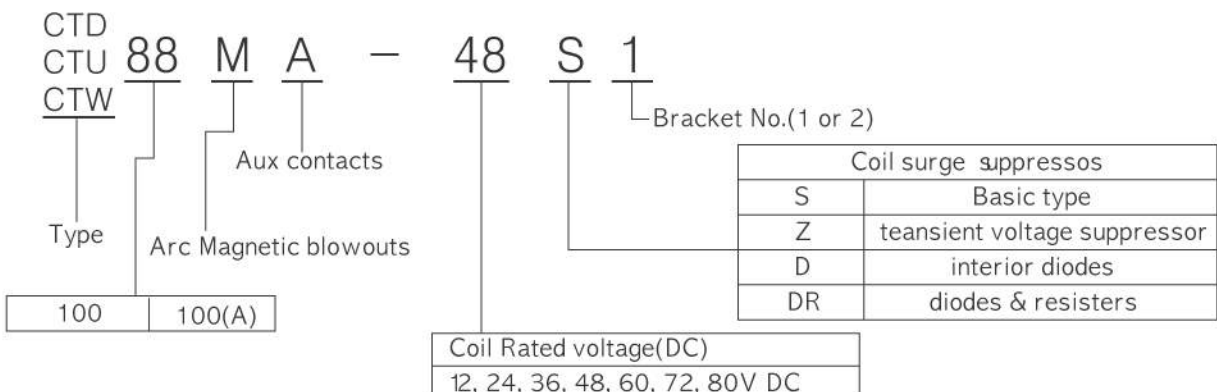 CTD
CTU 88 M A - 48 S 1
CTW
Bracket No.(1 or 2)
Aux contacts
Type
Arc Magnetic blowouts
Coil surge suppressos
S Basic type
Z teansient voltage suppressor
D interior diodes
DR diodes & resisters
100 100(A)
Coil Rated voltage(DC)
12, 24, 36, 48, 60, 72, 80V DC